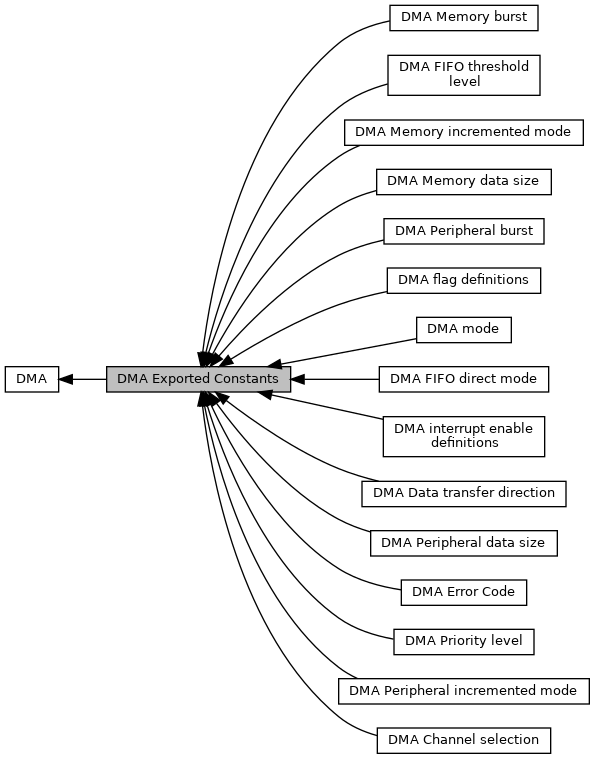 DMA Memory burst
DMA FIFO threshold
level
DMA Memory incremented mode
DMA Memory data size
DMA Peripheral burst
DMA flag definitions
DMA mode
DMA
DMA Exported Constants
DMA FIFO direct mode
DMA interrupt enable
definitions
DMA Data transfer direction
DMA Peripheral data size
DMA Error Code
DMA Priority level
DMA Peripheral incremented mode
DMA Channel selection